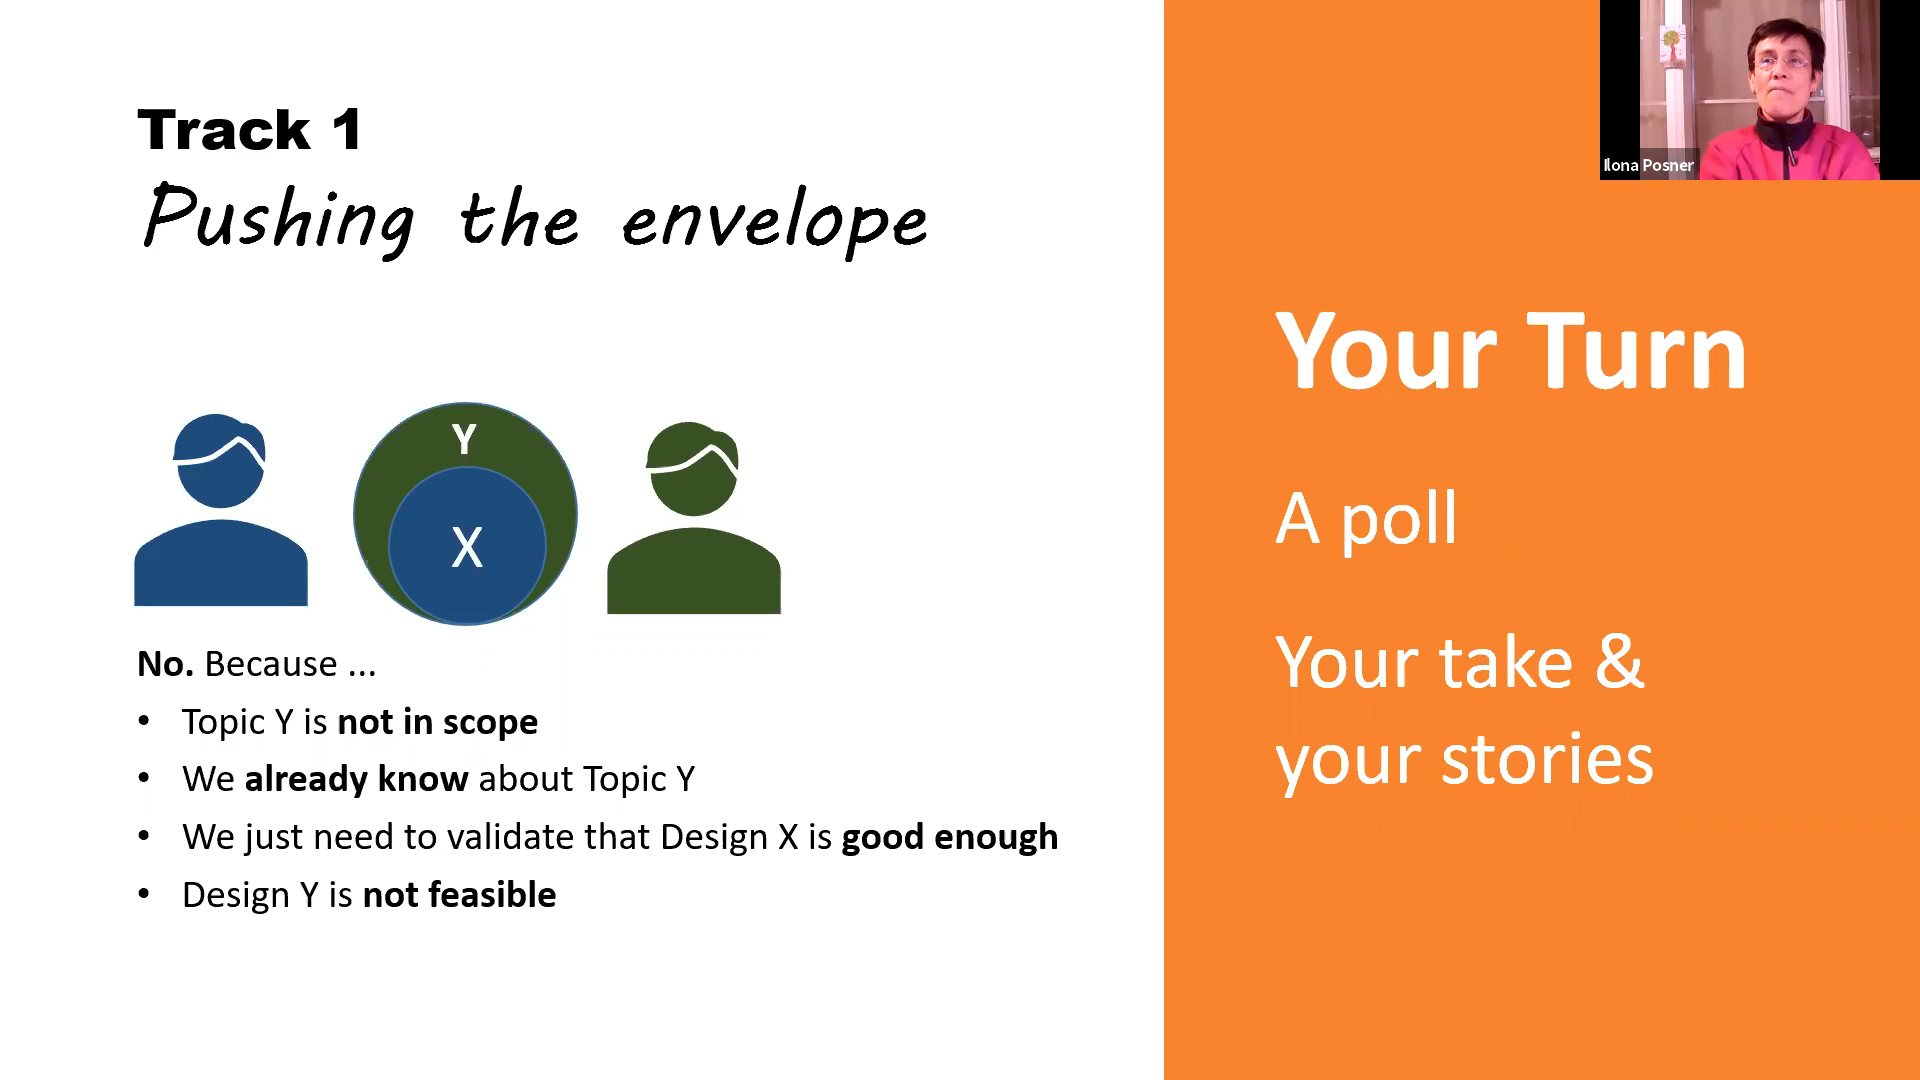 Track 1
Pushing the envelope
Y
X
No. Because ...
• Topic Y is not in scope
• We already know about Topic Y
• We just need to validate that Design X is good enough
• Design Y is not feasible
Your Turn
A poll
Your take &
your stories
Ilona Posner